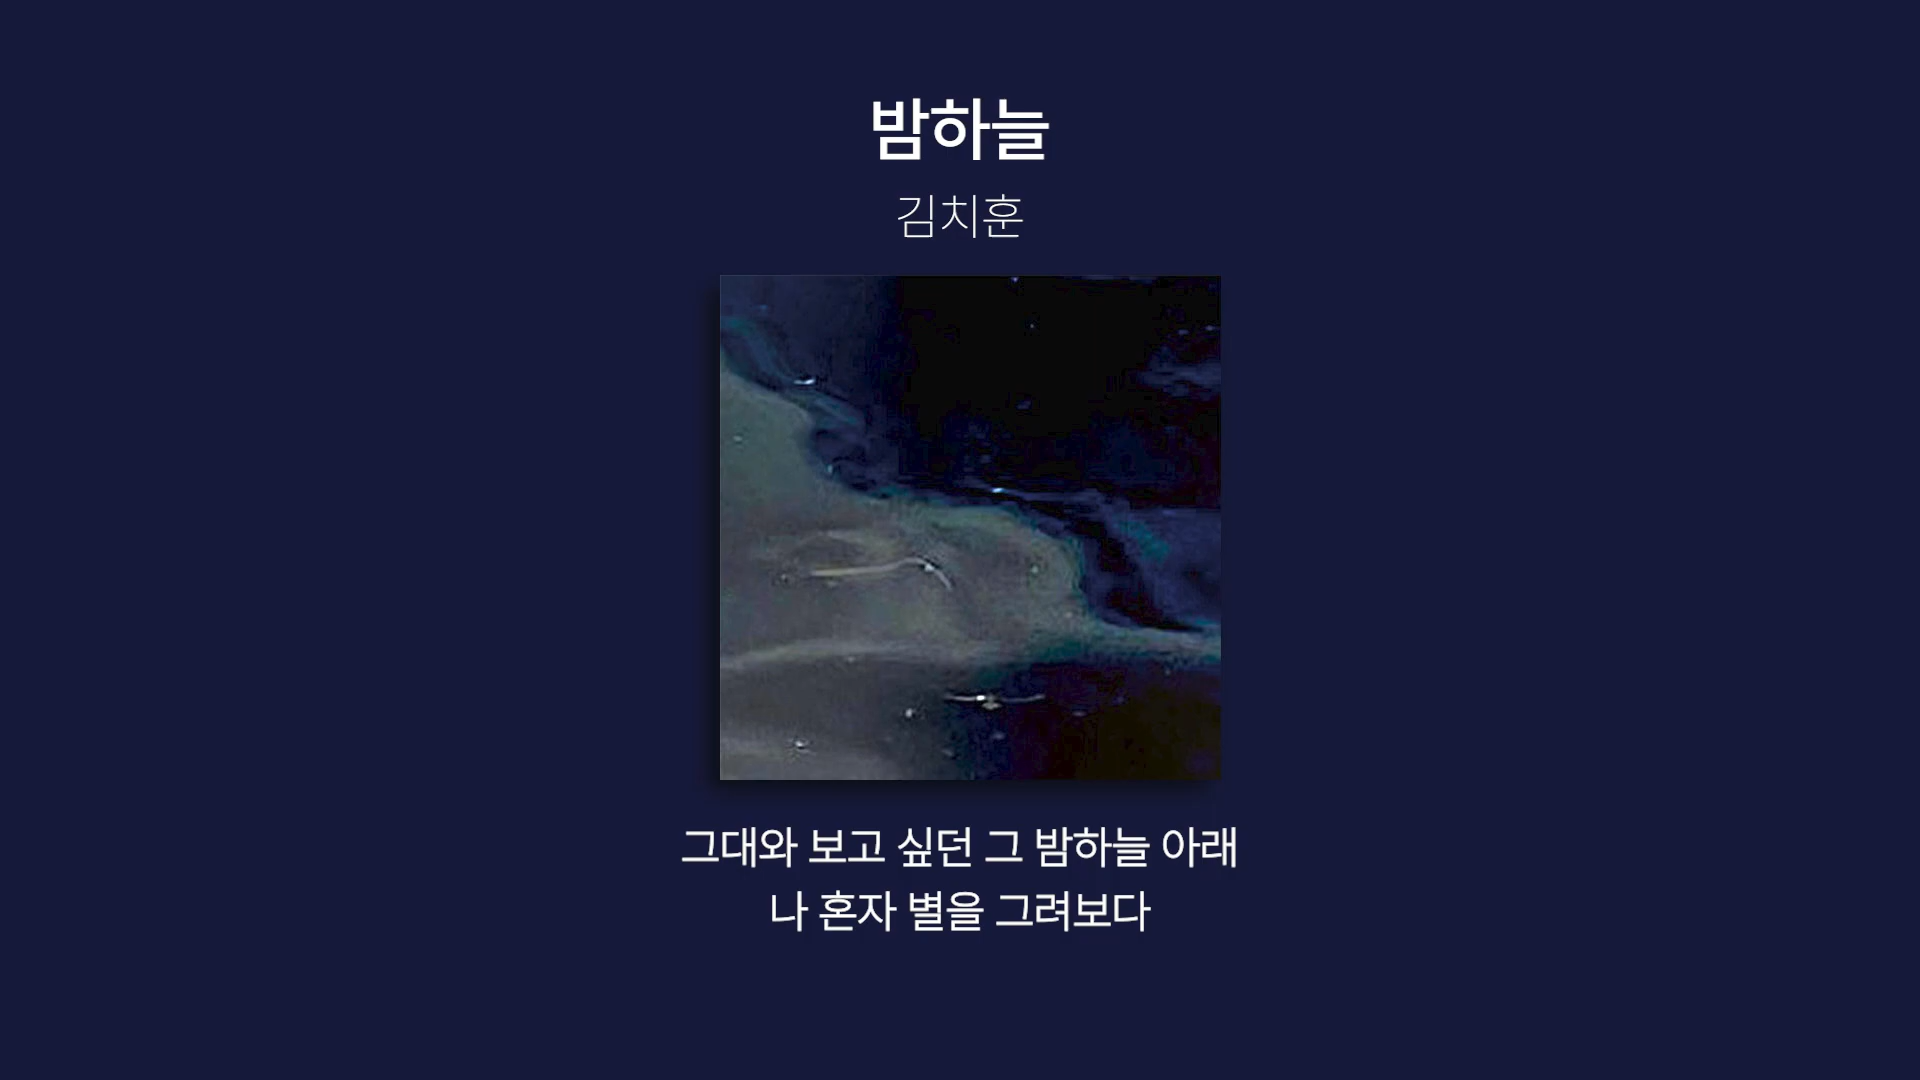 밤하늘
김치훈
그대와 보고 싶던 그 밤하늘 아래
나 혼자 별을 그려보다